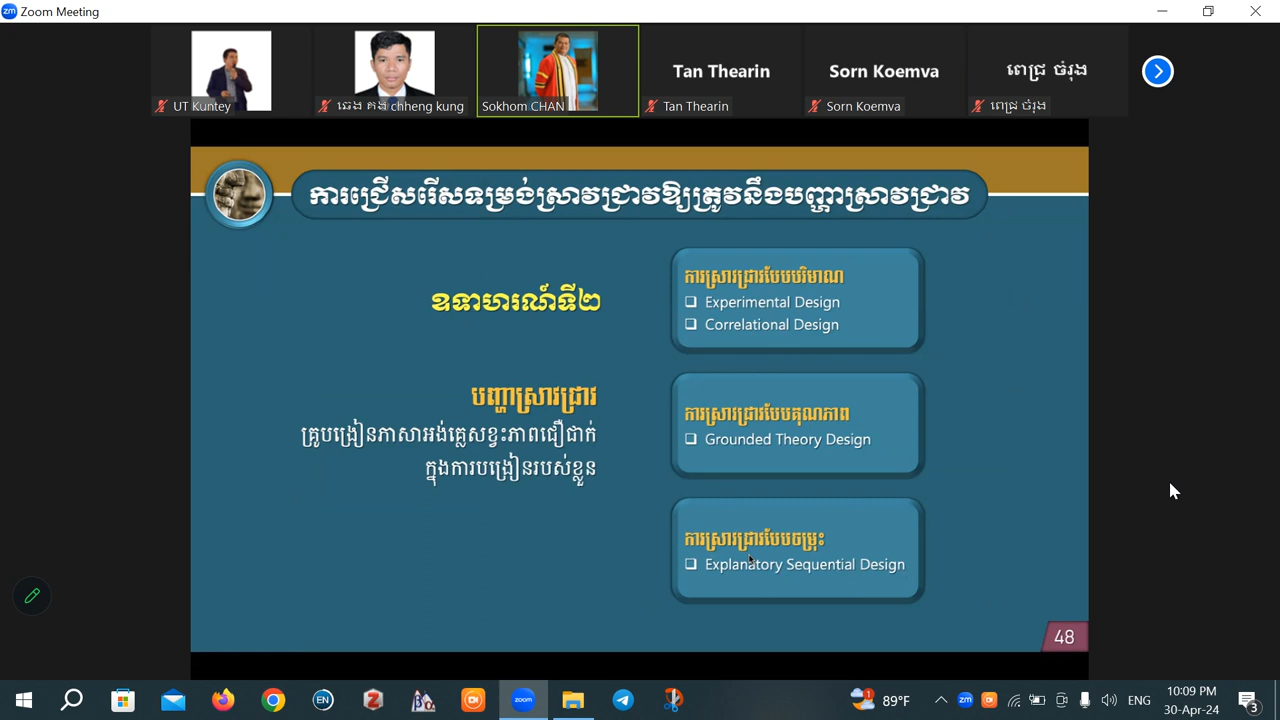 Zoom Meeting
UT Kuntey
ឆេង គង់ chheng kung
Sokhom CHAN
Tan Thearin
Tan Thearin
Sorn Koemva
Sorn Koemva
ពេជ្រ ចំរុង
ពេជ្រ ចំរុង
ការជ្រើសរើសទម្រង់ស្រាវជ្រាវឱ្យត្រូវនឹងបញ្ហាស្រាវជ្រាវ
ឧទាហរណ៍ទី២
បញ្ហាស្រាវជ្រាវ
គ្រូបង្រៀនភាសាអង់គ្លេសខ្វះភាពជឿជាក់
ក្នុងការបង្រៀនរបស់ខ្លួន
ការស្រាវជ្រាវបែបបរិមាណ
Experimental Design
Correlational Design
ការស្រាវជ្រាវបែបគុណភាព
Grounded Theory Design
ការស្រាវជ្រាវបែបចម្រុះ
Explanatory Sequential Design
48
EN
zoom
1
89°F
zm
ENG
10:09 PM
30-Apr-24
3